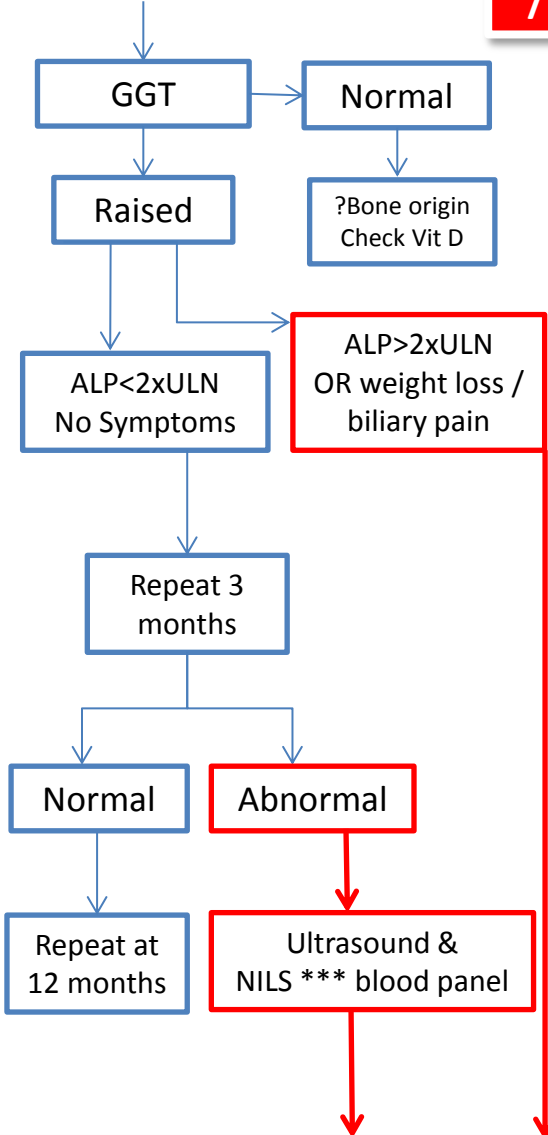 7
GGT
Normal
Raised
?Bone origin
Check Vit D
ALP<2xULN
No Symptoms
ALP>2xULN
OR weight loss /
biliary pain
Repeat 3
months
Normal
Abnormal
Repeat at
12 months
Ultrasound &
NILS *** blood panel